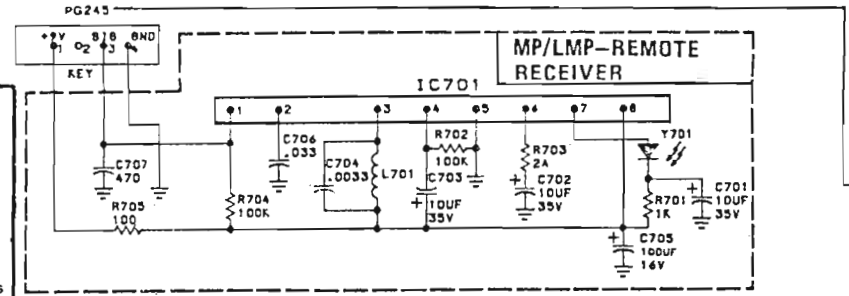 PG245
+9V SIG GND
1 2 3 4
KEY
MP/LMP-REMOTE
RECEIVER
IC701
1 2 3 4 5 6 7 8
C707
470
R705
100
R704
100K
C706
.033
C704
.0033
L701
R702
100K
C703
10UF
35V
R703
2A
C702
10UF
35V
Y701
R701
1K
C701
10UF
35V
C705
100UF
16V